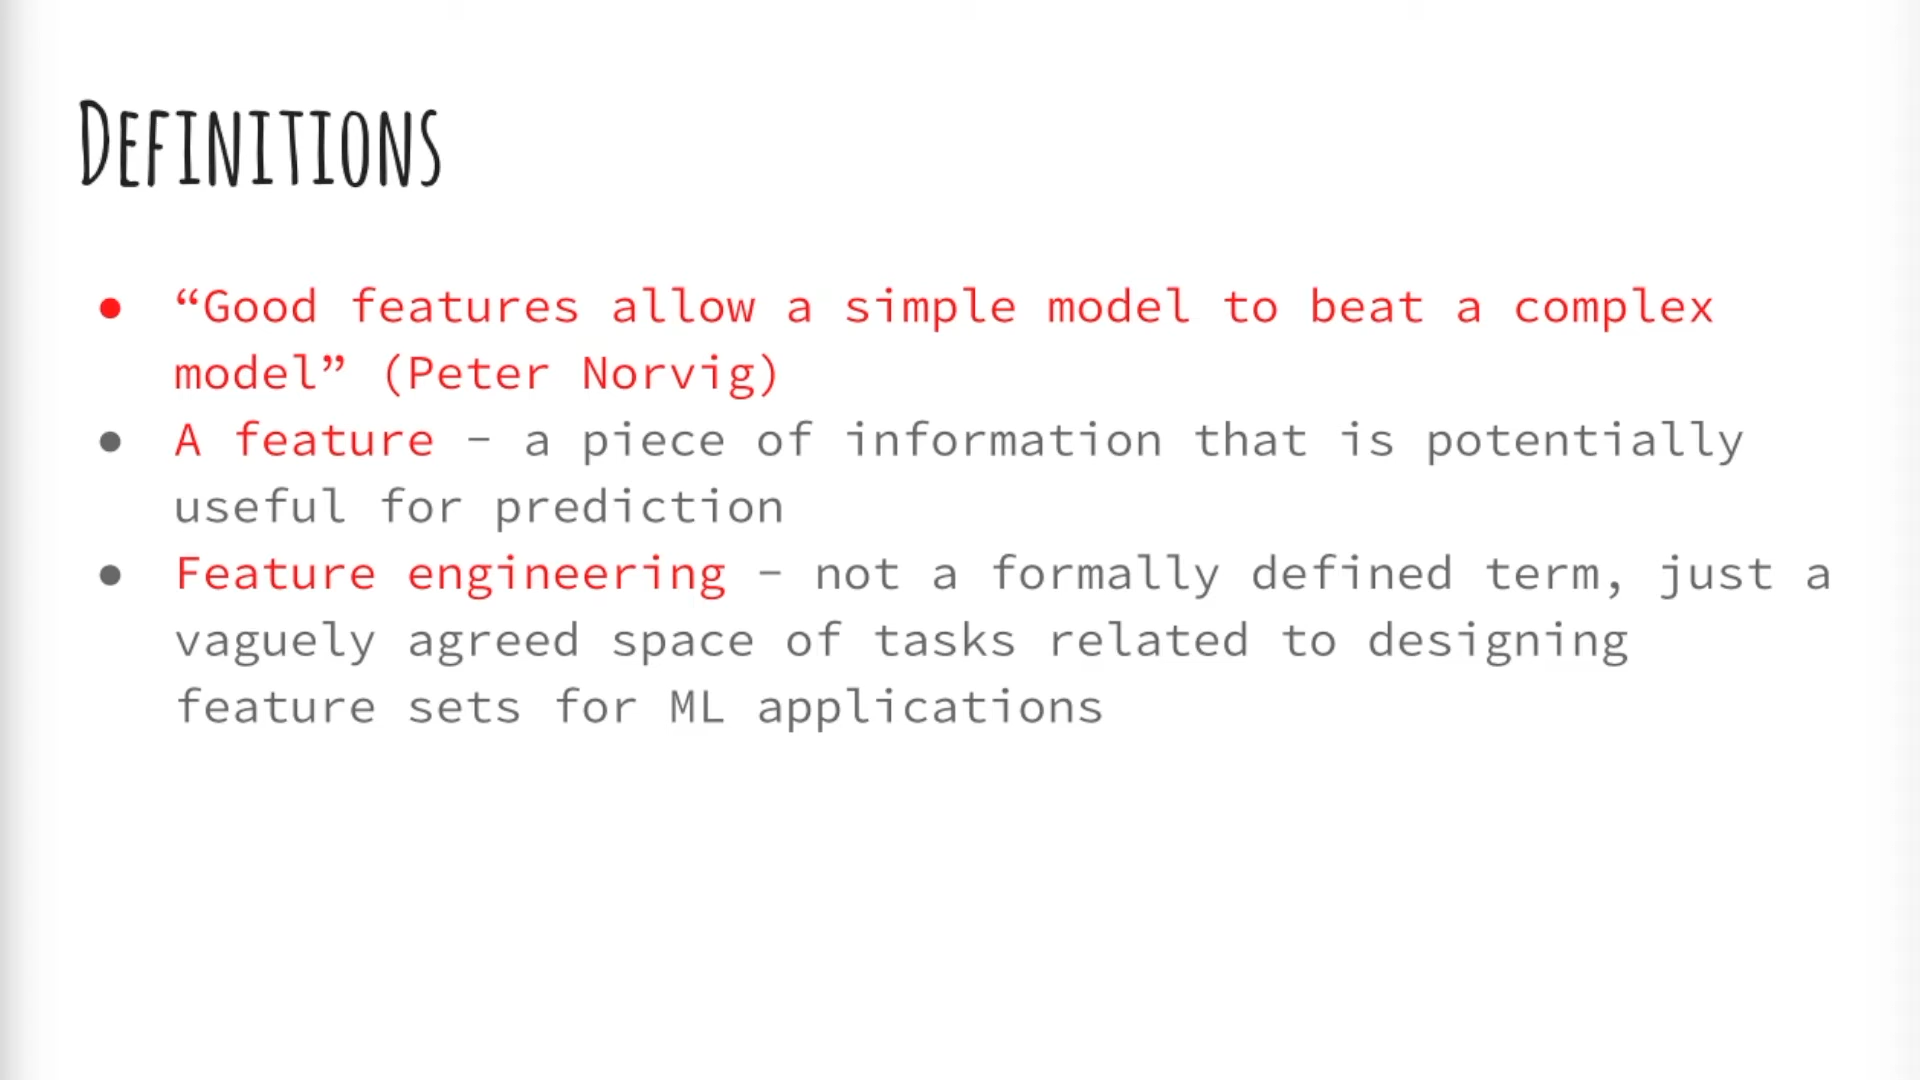 DEFINITIONS
● “Good features allow a simple model to beat a complex
model” (Peter Norvig)
● A feature – a piece of information that is potentially
useful for prediction
● Feature engineering – not a formally defined term, just a
vaguely agreed space of tasks related to designing
feature sets for ML applications